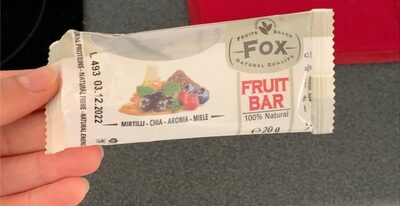 FRUITS SNACK
FOX
NATURAL QUALITY
FRUIT
BAR
100% Natural
℮ 20 g
L 493 03.12.2022
MIRTILLI - CHIA - ARONIA - MIELE
NATURAL PROTEINS • NATURAL FIBRE • NATURAL ENERGY